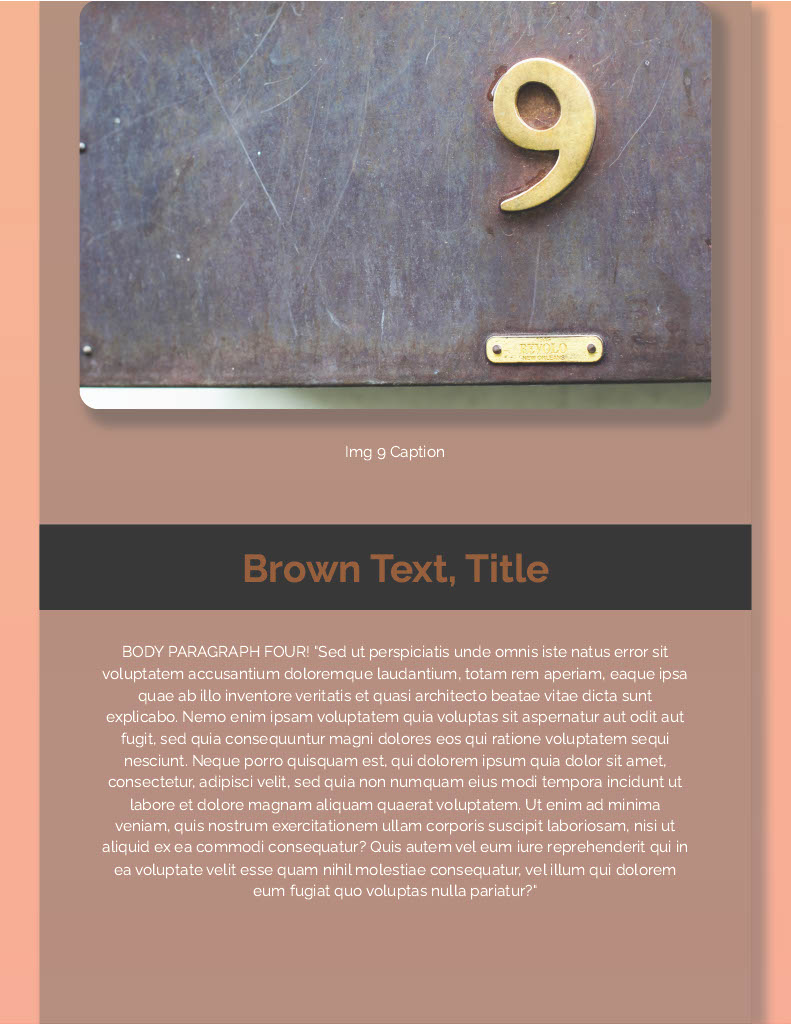 9
REVOLO
NEW ORLEANS
Img 9 Caption
Brown Text, Title
BODY PARAGRAPH FOUR! "Sed ut perspiciatis unde omnis iste natus error sit
voluptatem accusantium doloremque laudantium, totam rem aperiam, eaque ipsa
quae ab illo inventore veritatis et quasi architecto beatae vitae dicta sunt
explicabo. Nemo enim ipsam voluptatem quia voluptas sit aspernatur aut odit aut
fugit, sed quia consequuntur magni dolores eos qui ratione voluptatem sequi
nesciunt. Neque porro quisquam est, qui dolorem ipsum quia dolor sit amet,
consectetur, adipisci velit, sed quia non numquam eius modi tempora incidunt ut
labore et dolore magnam aliquam quaerat voluptatem. Ut enim ad minima
veniam, quis nostrum exercitationem ullam corporis suscipit laboriosam, nisi ut
aliquid ex ea commodi consequatur? Quis autem vel eum iure reprehenderit qui in
ea voluptate velit esse quam nihil molestiae consequatur, vel illum qui dolorem
eum fugiat quo voluptas nulla pariatur?"